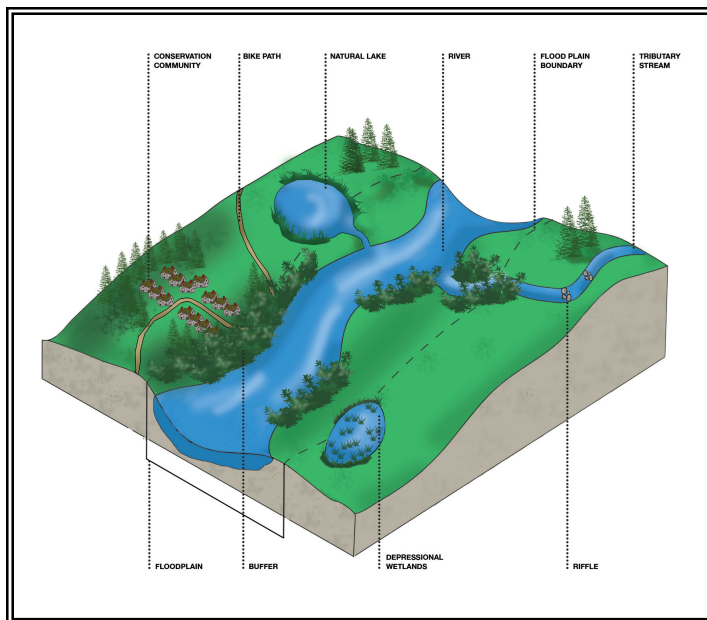 CONSERVATION
COMMUNITY
BIKE PATH
NATURAL LAKE
RIVER
FLOOD PLAIN
BOUNDARY
TRIBUTARY
STREAM
FLOODPLAIN
BUFFER
DEPRESSIONAL
WETLANDS
RIFFLE